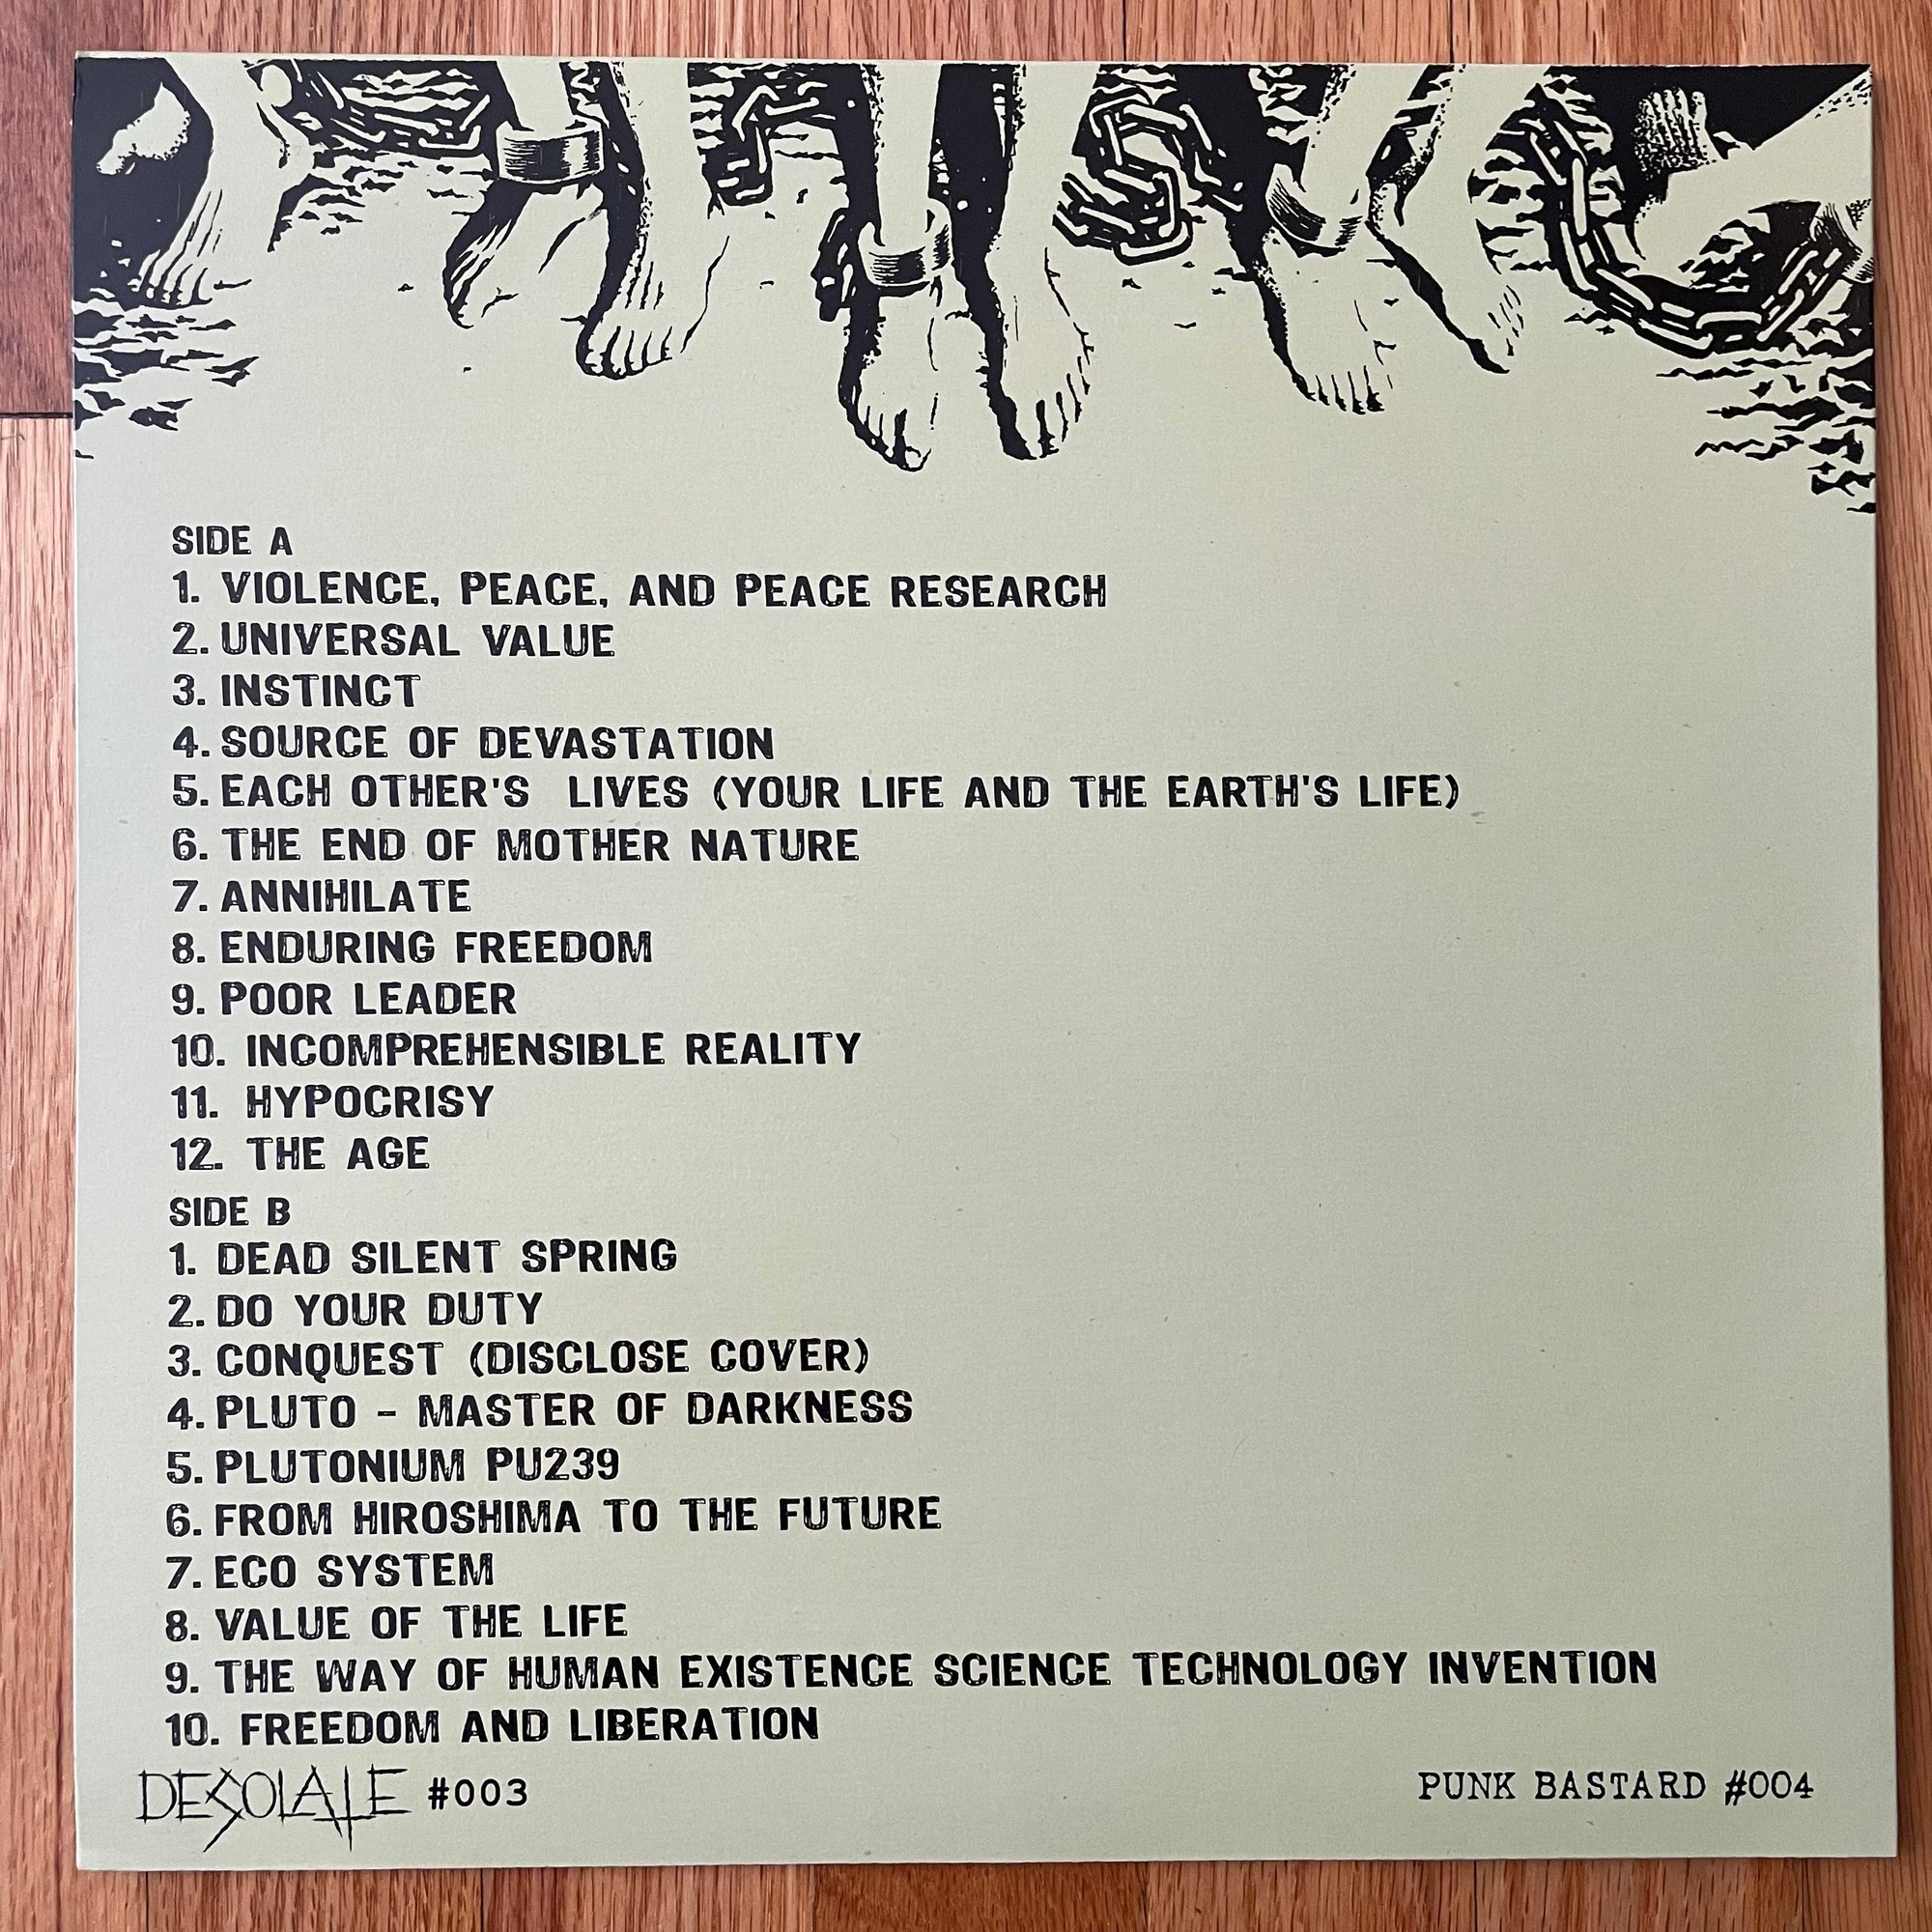 SIDE A
1. VIOLENCE, PEACE, AND PEACE RESEARCH
2. UNIVERSAL VALUE
3. INSTINCT
4. SOURCE OF DEVASTATION
5. EACH OTHER'S LIVES (YOUR LIFE AND THE EARTH'S LIFE)
6. THE END OF MOTHER NATURE
7. ANNIHILATE
8. ENDURING FREEDOM
9. POOR LEADER
10. INCOMPREHENSIBLE REALITY
11. HYPOCRISY
12. THE AGE
SIDE B
1. DEAD SILENT SPRING
2. DO YOUR DUTY
3. CONQUEST (DISCLOSE COVER)
4. PLUTO - MASTER OF DARKNESS
5. PLUTONIUM PU239
6. FROM HIROSHIMA TO THE FUTURE
7. ECO SYSTEM
8. VALUE OF THE LIFE
9. THE WAY OF HUMAN EXISTENCE SCIENCE TECHNOLOGY INVENTION
10. FREEDOM AND LIBERATION
DESOLATE #003
PUNK BASTARD #004